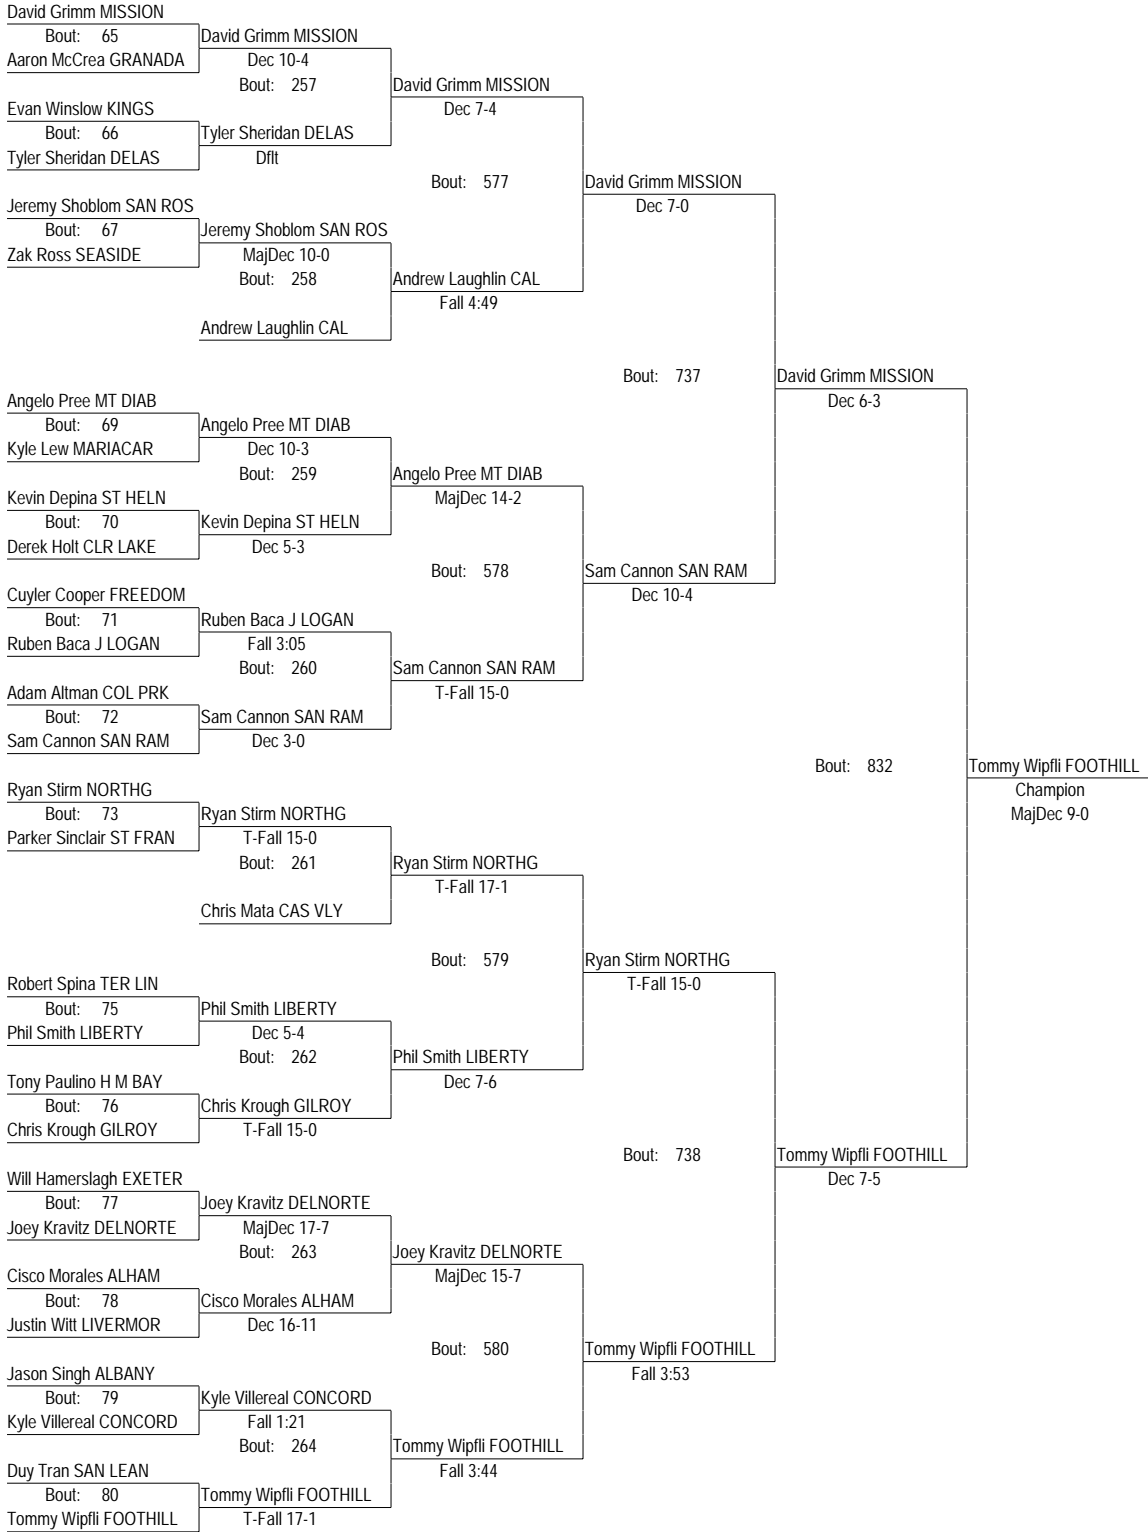 David Grimm MISSION
Bout: 65
David Grimm MISSION
Aaron McCrea GRANADA
Dec 10-4
Bout: 257
David Grimm MISSION
Dec 7-4
Evan Winslow KINGS
Bout: 66
Tyler Sheridan DELAS
Tyler Sheridan DELAS
Dflt
Bout: 577
David Grimm MISSION
Dec 7-0
Jeremy Shoblom SAN ROS
Bout: 67
Jeremy Shoblom SAN ROS
Zak Ross SEASIDE
MajDec 10-0
Bout: 258
Andrew Laughlin CAL
Fall 4:49
Andrew Laughlin CAL
Bout: 737
David Grimm MISSION
Dec 6-3
Angelo Pree MT DIAB
Bout: 69
Angelo Pree MT DIAB
Kyle Lew MARIACAR
Dec 10-3
Bout: 259
Angelo Pree MT DIAB
MajDec 14-2
Kevin Depina ST HELN
Bout: 70
Kevin Depina ST HELN
Derek Holt CLR LAKE
Dec 5-3
Bout: 578
Sam Cannon SAN RAM
Dec 10-4
Cuyler Cooper FREEDOM
Bout: 71
Ruben Baca J LOGAN
Ruben Baca J LOGAN
Fall 3:05
Bout: 260
Sam Cannon SAN RAM
T-Fall 15-0
Adam Altman COL PRK
Bout: 72
Sam Cannon SAN RAM
Sam Cannon SAN RAM
Dec 3-0
Bout: 832
Tommy Wipfli FOOTHILL
Champion
MajDec 9-0
Ryan Stirm NORTHG
Bout: 73
Ryan Stirm NORTHG
Parker Sinclair ST FRAN
T-Fall 15-0
Bout: 261
Ryan Stirm NORTHG
T-Fall 17-1
Chris Mata CAS VLY
Bout: 579
Ryan Stirm NORTHG
T-Fall 15-0
Robert Spina TER LIN
Bout: 75
Phil Smith LIBERTY
Phil Smith LIBERTY
Dec 5-4
Bout: 262
Phil Smith LIBERTY
Dec 7-6
Tony Paulino H M BAY
Bout: 76
Chris Krough GILROY
Chris Krough GILROY
T-Fall 15-0
Bout: 738
Tommy Wipfli FOOTHILL
Dec 7-5
Will Hamerslagh EXETER
Bout: 77
Joey Kravitz DELNORTE
Joey Kravitz DELNORTE
MajDec 17-7
Bout: 263
Joey Kravitz DELNORTE
MajDec 15-7
Cisco Morales ALHAM
Bout: 78
Cisco Morales ALHAM
Justin Witt LIVERMOR
Dec 16-11
Bout: 580
Tommy Wipfli FOOTHILL
Fall 3:53
Jason Singh ALBANY
Bout: 79
Kyle Villereal CONCORD
Kyle Villereal CONCORD
Fall 1:21
Bout: 264
Tommy Wipfli FOOTHILL
Fall 3:44
Duy Tran SAN LEAN
Bout: 80
Tommy Wipfli FOOTHILL
Tommy Wipfli FOOTHILL
T-Fall 17-1